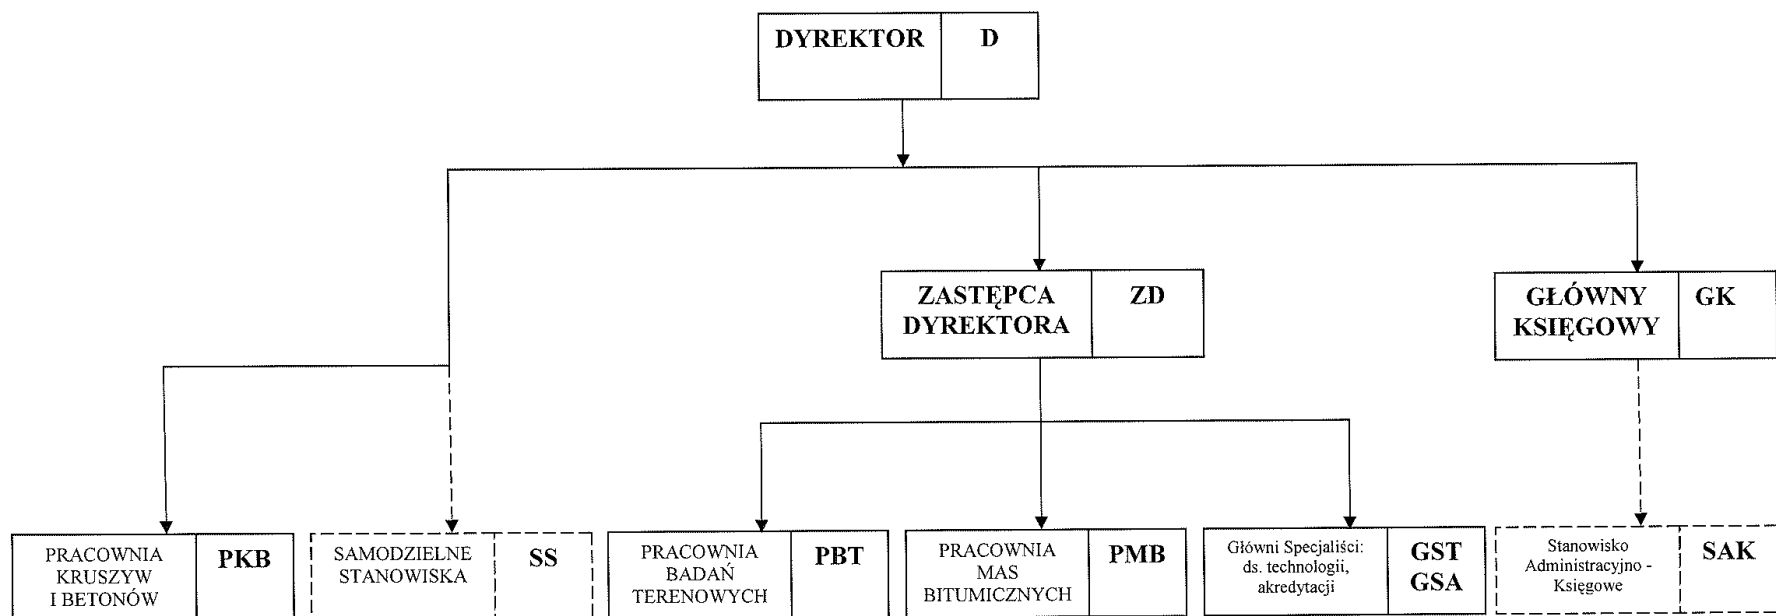 DYREKTOR D
ZASTĘPCA DYREKTORA ZD
GŁÓWNY KSIĘGOWY GK
PRACOWNIA
KRUSZYW
I BETONÓW
PKB
SAMODZIELNE
STANOWISKA
SS
PRACOWNIA
BADAŃ
TERENOWYCH
PBT
PRACOWNIA
MAS
BITUMICZNYCH
PMB
Główni Specjaliści:
ds. technologii,
akredytacji
GST
GSA
Stanowisko
Administracyjno -
Księgowe
SAK